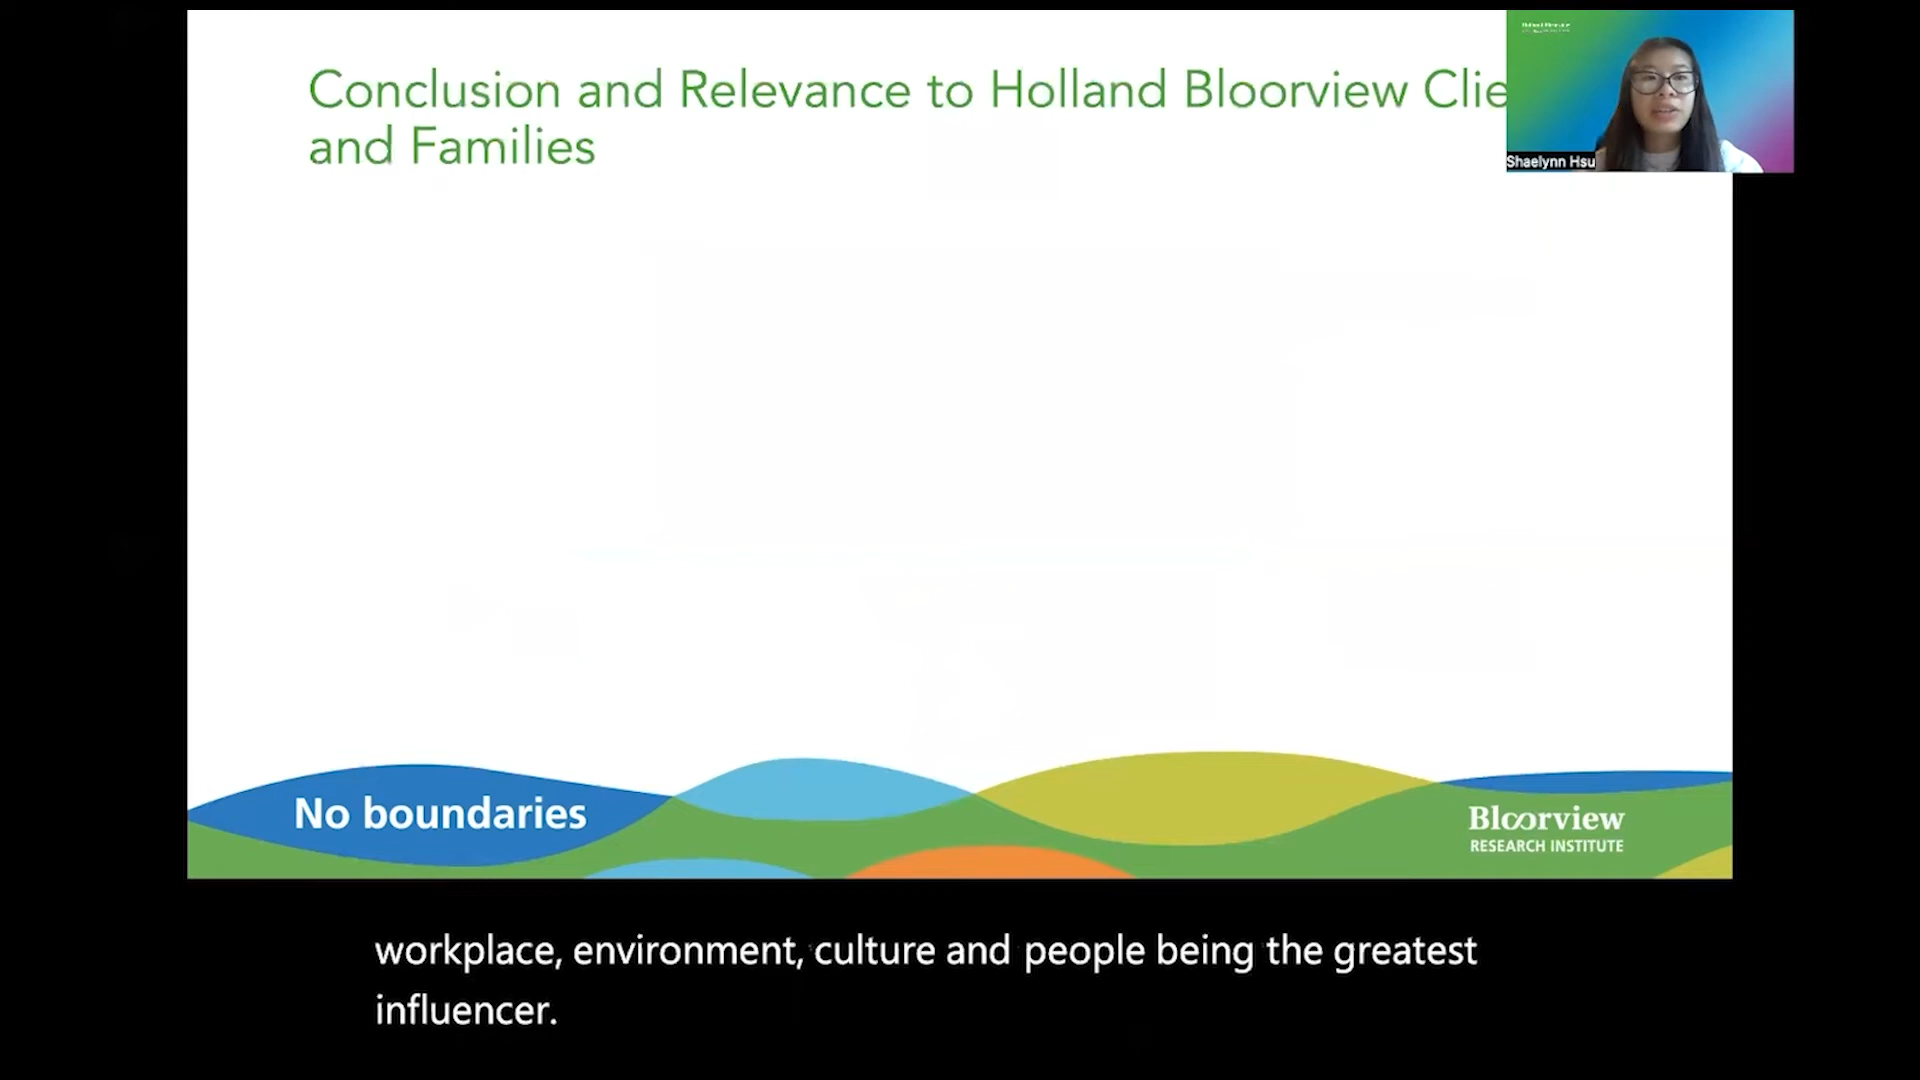 Conclusion and Relevance to Holland Bloorview Clie
and Families
Shaelynn Hsu
No boundaries
Bloorview
RESEARCH INSTITUTE
workplace, environment, culture and people being the greatest
influencer.